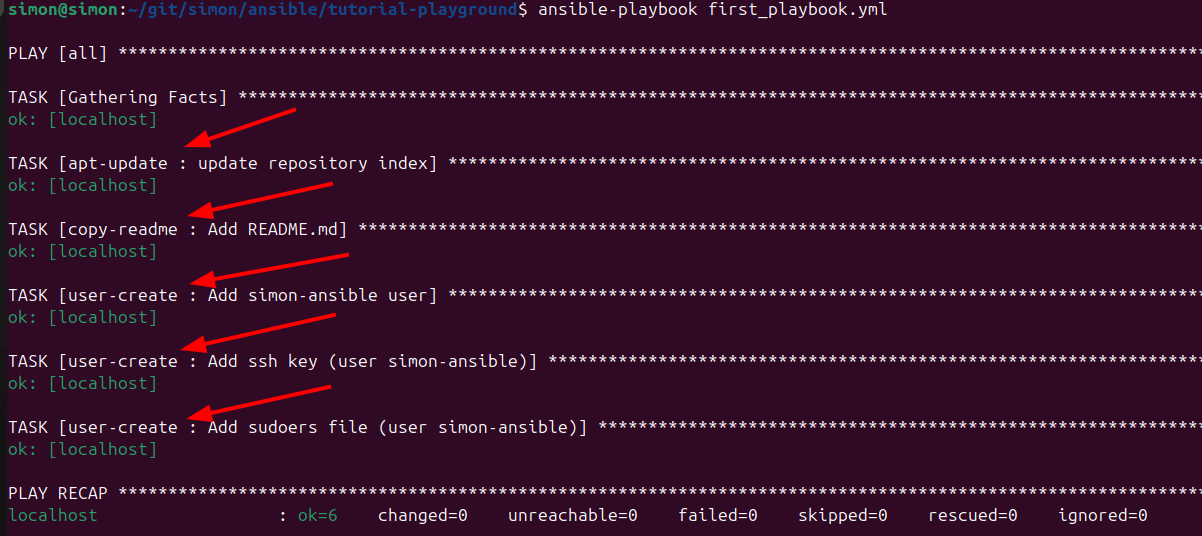 simon@simon:~/git/simon/ansible/tutorial-playground$ ansible-playbook first_playbook.yml
PLAY [all] ****************************************************************************************************************
TASK [Gathering Facts] ****************************************************************************************************
ok: [localhost]
TASK [apt-update : update repository index] *******************************************************************************
ok: [localhost]
TASK [copy-readme : Add README.md] ****************************************************************************************
ok: [localhost]
TASK [user-create : Add simon-ansible user] *******************************************************************************
ok: [localhost]
TASK [user-create : Add ssh key (user simon-ansible)] *********************************************************************
ok: [localhost]
TASK [user-create : Add sudoers file (user simon-ansible)] ****************************************************************
ok: [localhost]
PLAY RECAP ****************************************************************************************************************
localhost                  : ok=6    changed=0    unreachable=0    failed=0    skipped=0    rescued=0    ignored=0